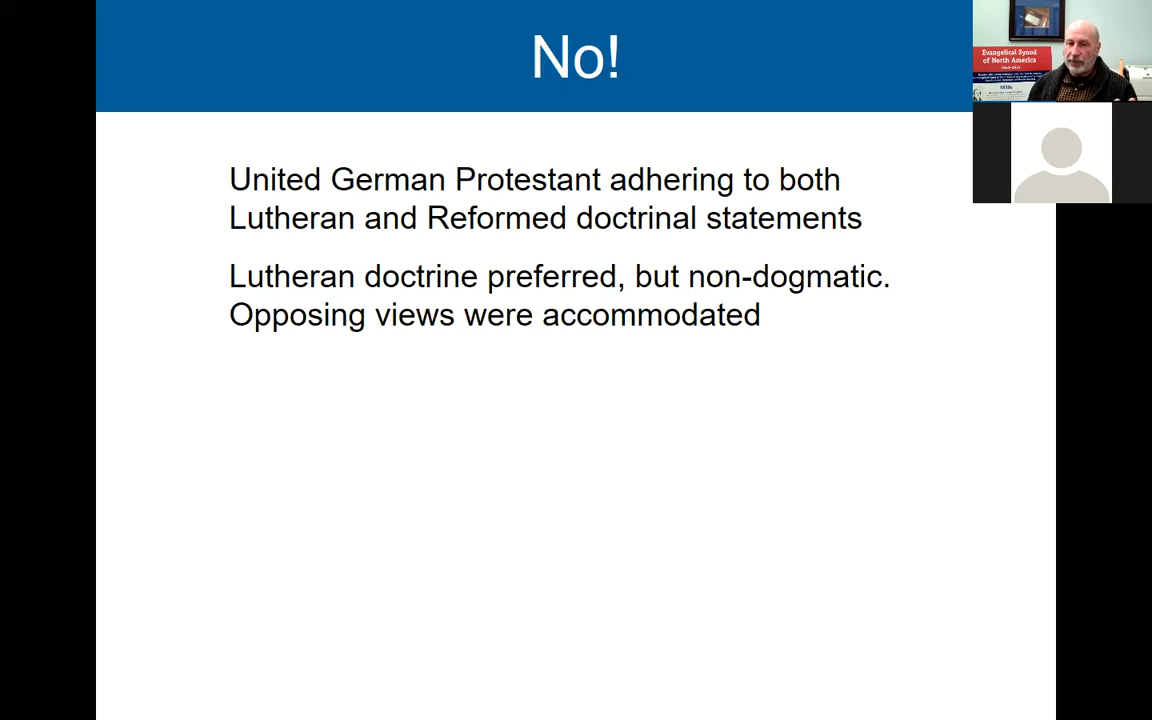 No!
United German Protestant adhering to both
Lutheran and Reformed doctrinal statements
Lutheran doctrine preferred, but non-dogmatic.
Opposing views were accommodated
Evangelical Synod
of North America